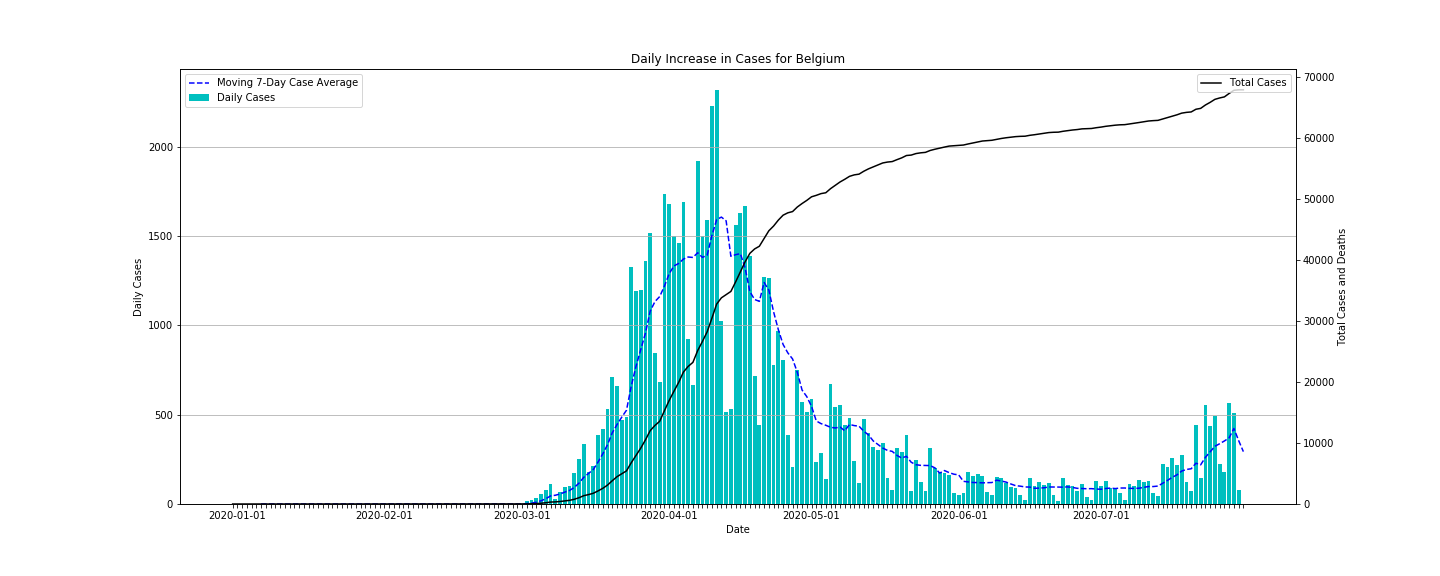 Daily Increase in Cases for Belgium
Moving 7-Day Case Average
Daily Cases
Total Cases
2000
1500
1000
500
0
Daily Cases
70000
60000
50000
40000
30000
20000
10000
0
Total Cases and Deaths
2020-01-01 2020-02-01 2020-03-01 2020-04-01 2020-05-01 2020-06-01 2020-07-01
Date